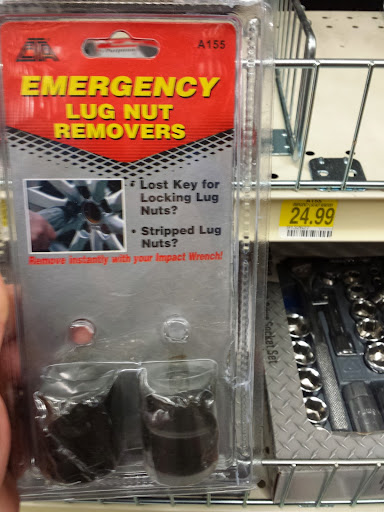 A155
EMERGENCY
LUG NUT
REMOVERS
• Lost Key for
Locking Lug
Nuts?
• Stripped Lug
Nuts?
Remove instantly with your Impact Wrench!
24.99
Socket Set